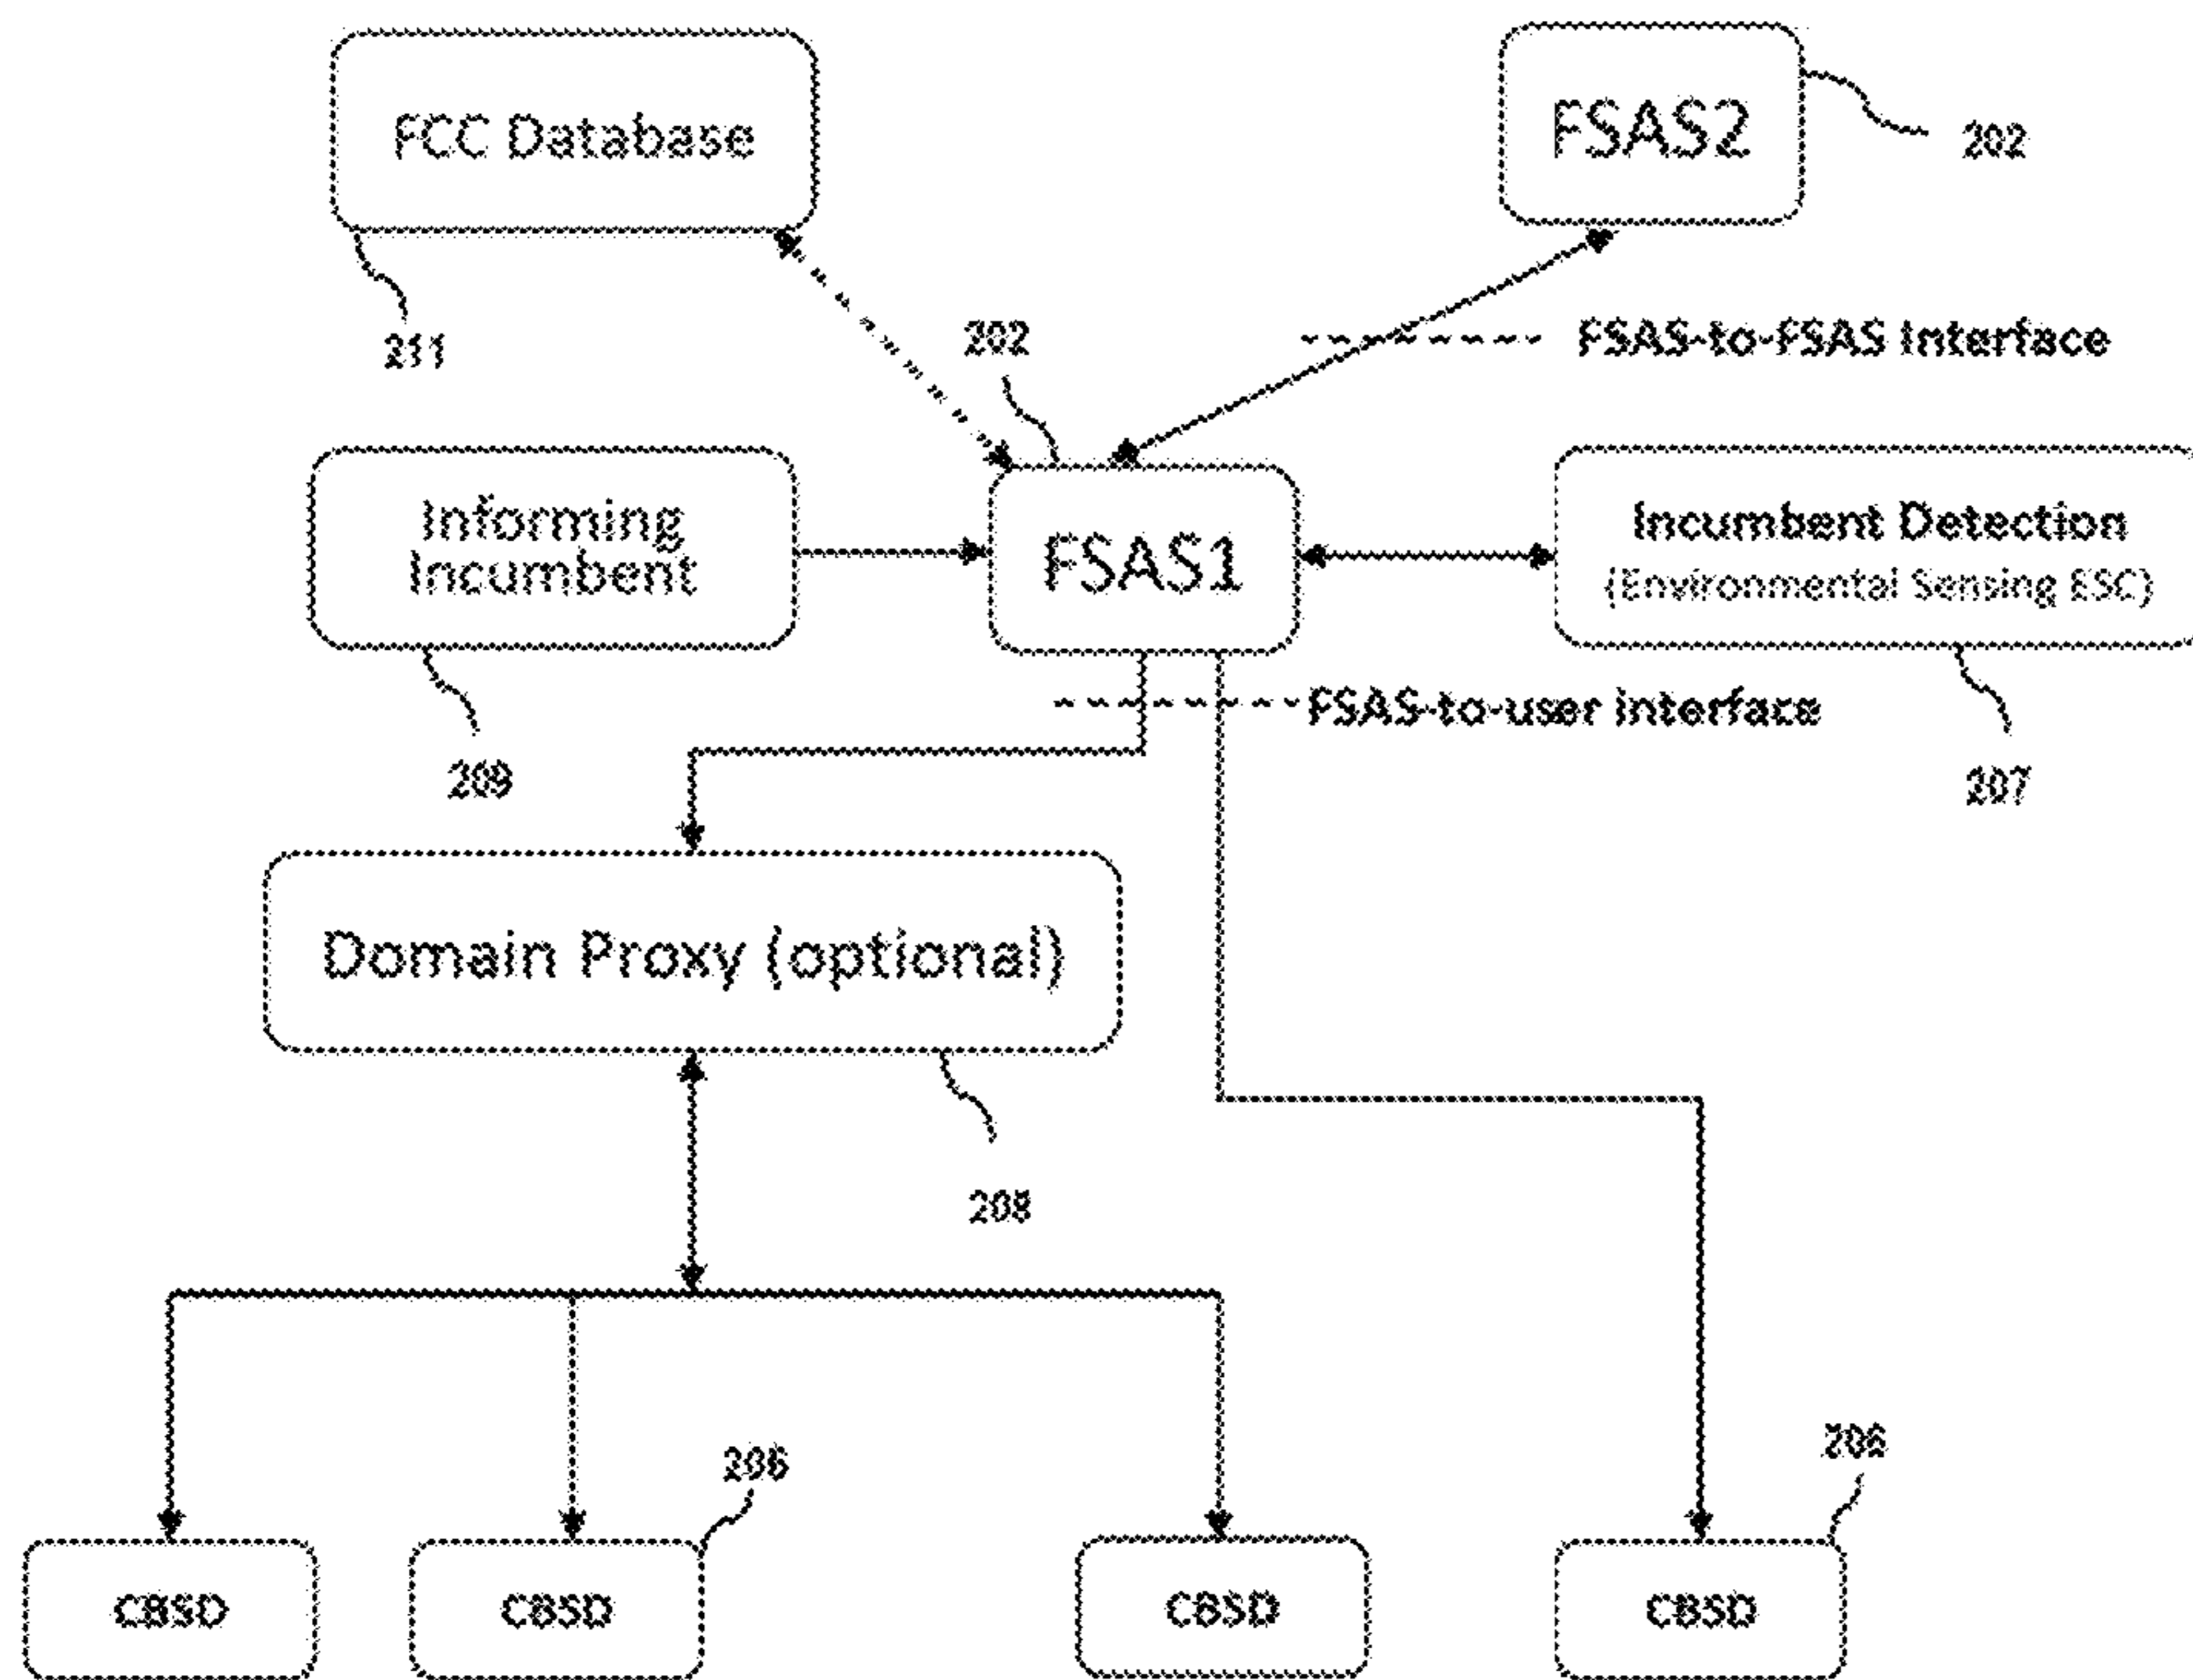 FCC Database
FSAS2
202
211
202
FSAS-to-FSAS Interface
Informing
Incumbent
FSAS1
Incumbent Detection
(Environmental Sensing ESC)
FSAS-to-user interface
209
207
Domain Proxy (optional)
208
206
206
CBSD
CBSD
CBSD
CBSD